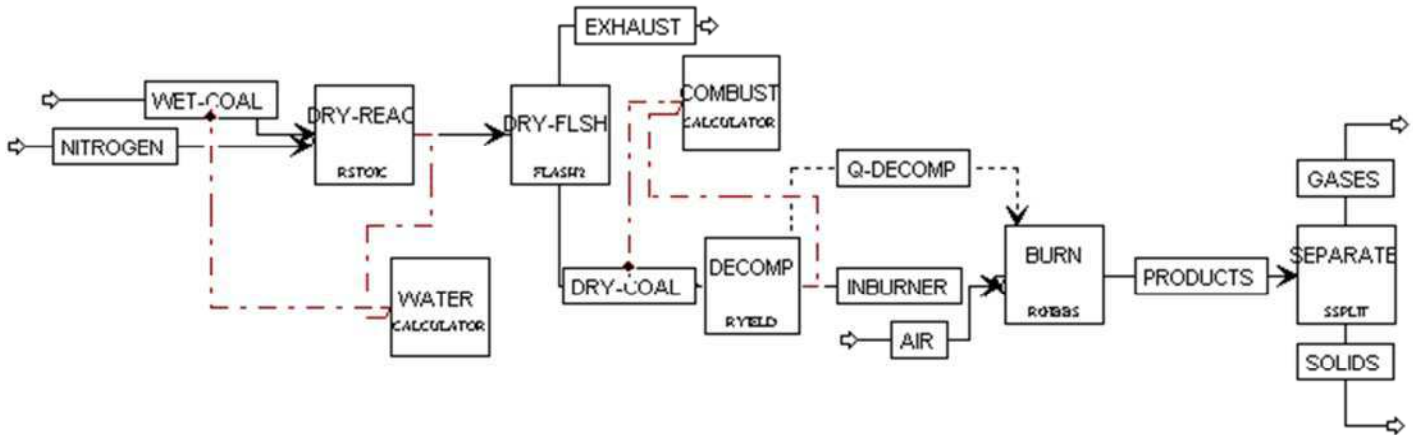 EXHAUST
WET-COAL
NITROGEN
DRY-REAC
RSTOIC
DRY-FLSH
FLASH2
COMBUST
CALCULATOR
Q-DECOMP
GASES
WATER
CALCULATOR
DRY-COAL
DECOMP
RYIELD
INBURNER
AIR
BURN
RGIBBS
PRODUCTS
SEPARATE
SSPLIT
SOLIDS